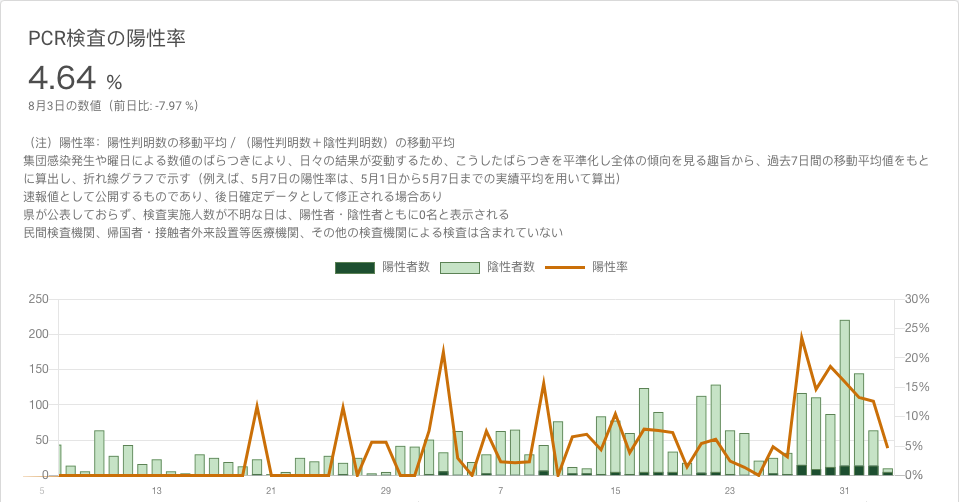 PCR検査の陽性率
4.64 %
8月3日の数値（前日比: -7.97 %）
（注）陽性率：陽性判明数の移動平均 / （陽性判明数＋陰性判明数）の移動平均
集団感染発生や曜日による数値のばらつきにより、日々の結果が変動するため、こうしたばらつきを平準化し全体の傾向を見る趣旨から、過去7日間の移動平均値をもと
に算出し、折れ線グラフで示す（例えば、5月7日の陽性率は、5月1日から5月7日までの実績平均を用いて算出）
速報値として公開するものであり、後日確定データとして修正される場合あり
県が公表しておらず、検査実施人数が不明な日は、陽性者・陰性者ともに0名と表示される
民間検査機関、帰国者・接触者外来設置等医療機関、その他の検査機関による検査は含まれていない
陽性者数 陰性者数 陽性率
250 30%
25%
200
20%
150
15%
100
10%
50
5%
0 0%
5 13 21 29 7 15 23 31